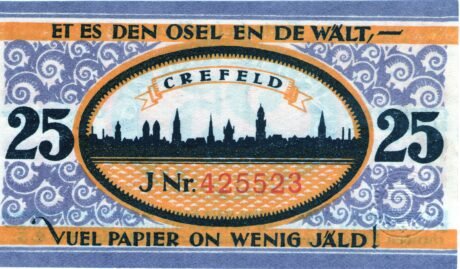 ET ES DEN OSEL EN DE WÄLT,—
CREFELD
25 25
J Nr. 425523
VUEL PAPIER ON WENIG JÄLD!